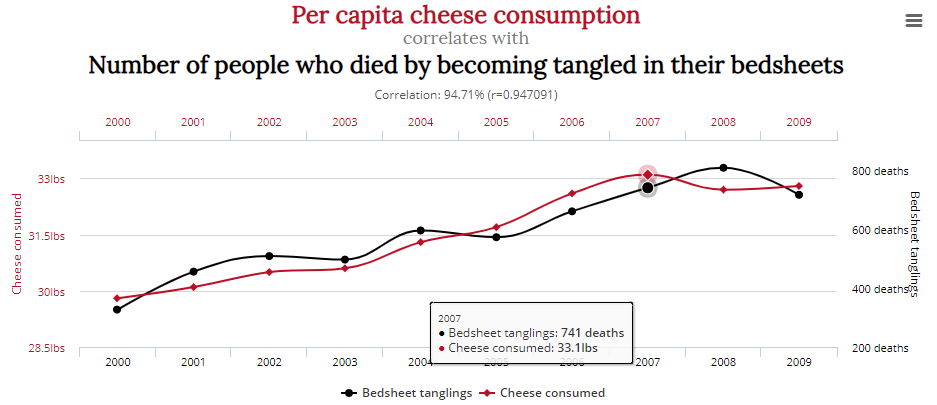 Per capita cheese consumption
correlates with
Number of people who died by becoming tangled in their bedsheets
Correlation: 94.71% (r=0.947091)
2000 2001 2002 2003 2004 2005 2006 2007 2008 2009
Cheese consumed
33lbs
31.5lbs
30lbs
28.5lbs
800 deaths
600 deaths
400 deaths
200 deaths
Bedsheet tanglings
2007
● Bedsheet tanglings: 741 deaths
● Cheese consumed: 33.1lbs
2000 2001 2002 2003 2004 2005 2006 2007 2008 2009
Bedsheet tanglings Cheese consumed